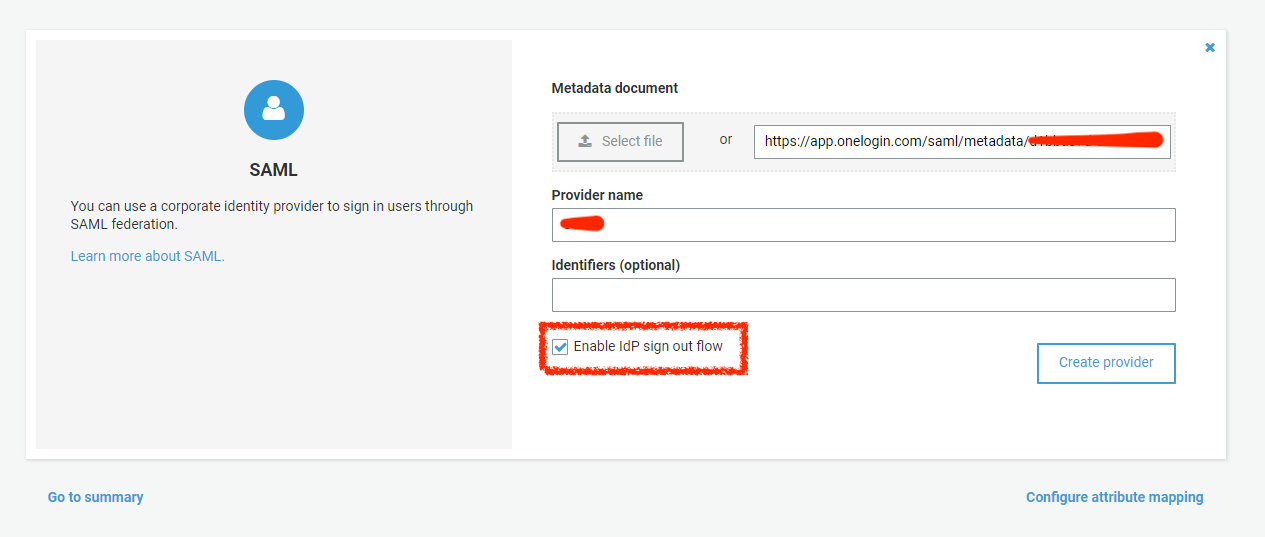 SAML
You can use a corporate identity provider to sign in users through
SAML federation.
Learn more about SAML.
Metadata document
Select file
or
https://app.onelogin.com/saml/metadata/
Provider name
Identifiers (optional)
Enable IdP sign out flow
Create provider
Go to summary
Configure attribute mapping